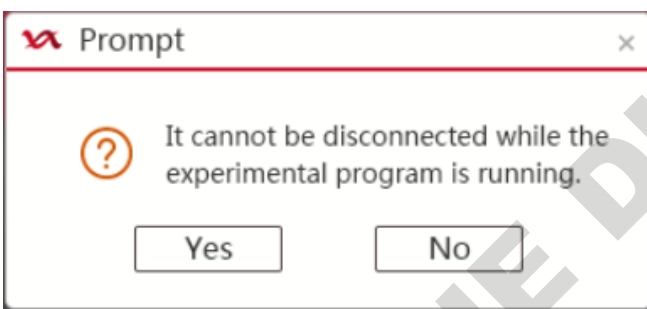 Prompt
It cannot be disconnected while the
experimental program is running.
Yes No